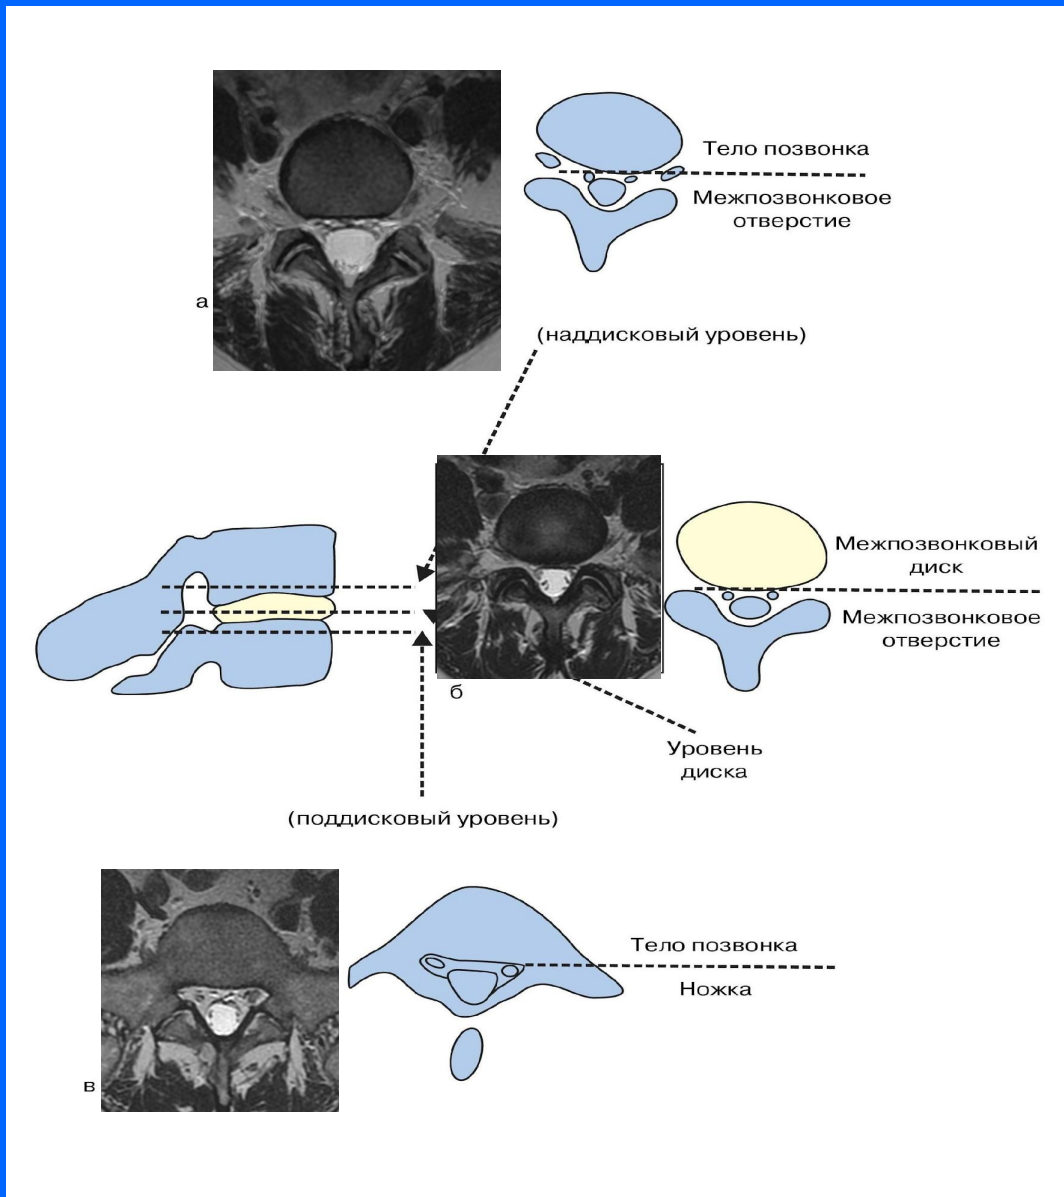 Тело позвонка
Межпозвонковое
отверстие
а
(наддисковый уровень)
Межпозвонковый
диск
Межпозвонковое
отверстие
б
Уровень
диска
(поддисковый уровень)
Тело позвонка
Ножка
в